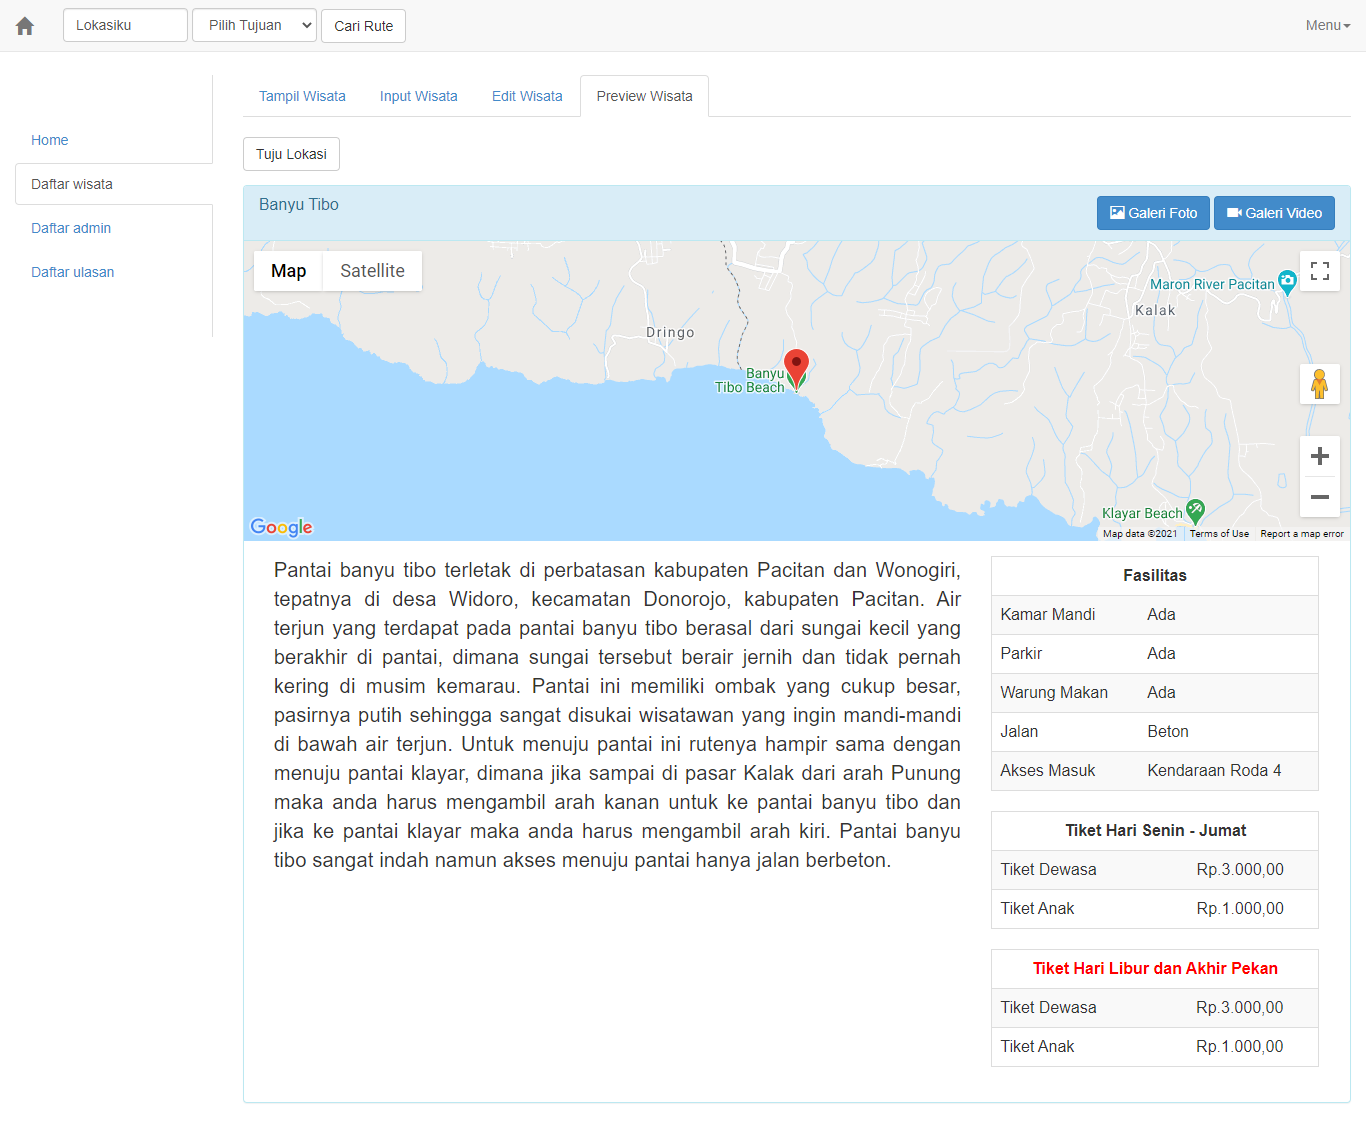 Lokasiku
Pilih Tujuan
Cari Rute
Menu
Home
Daftar wisata
Daftar admin
Daftar ulasan
Tampil Wisata
Input Wisata
Edit Wisata
Preview Wisata
Tuju Lokasi
Banyu Tibo
Galeri Foto
Galeri Video
Map
Satellite
Maron River Pacitan
Kalak
Dringo
Banyu
Tibo Beach
Klayar Beach
Google
Map data ©2021
Terms of Use
Report a map error
Pantai banyu tibo terletak di perbatasan kabupaten Pacitan dan Wonogiri,
tepatnya di desa Widoro, kecamatan Donorojo, kabupaten Pacitan. Air
terjun yang terdapat pada pantai banyu tibo berasal dari sungai kecil yang
berakhir di pantai, dimana sungai tersebut berair jernih dan tidak pernah
kering di musim kemarau. Pantai ini memiliki ombak yang cukup besar,
pasirnya putih sehingga sangat disukai wisatawan yang ingin mandi-mandi
di bawah air terjun. Untuk menuju pantai ini rutenya hampir sama dengan
menuju pantai klayar, dimana jika sampai di pasar Kalak dari arah Punung
maka anda harus mengambil arah kanan untuk ke pantai banyu tibo dan
jika ke pantai klayar maka anda harus mengambil arah kiri. Pantai banyu
tibo sangat indah namun akses menuju pantai hanya jalan berbeton.
Fasilitas
Kamar Mandi Ada
Parkir Ada
Warung Makan Ada
Jalan Beton
Akses Masuk Kendaraan Roda 4
Tiket Hari Senin - Jumat
Tiket Dewasa Rp.3.000,00
Tiket Anak Rp.1.000,00
Tiket Hari Libur dan Akhir Pekan
Tiket Dewasa Rp.3.000,00
Tiket Anak Rp.1.000,00